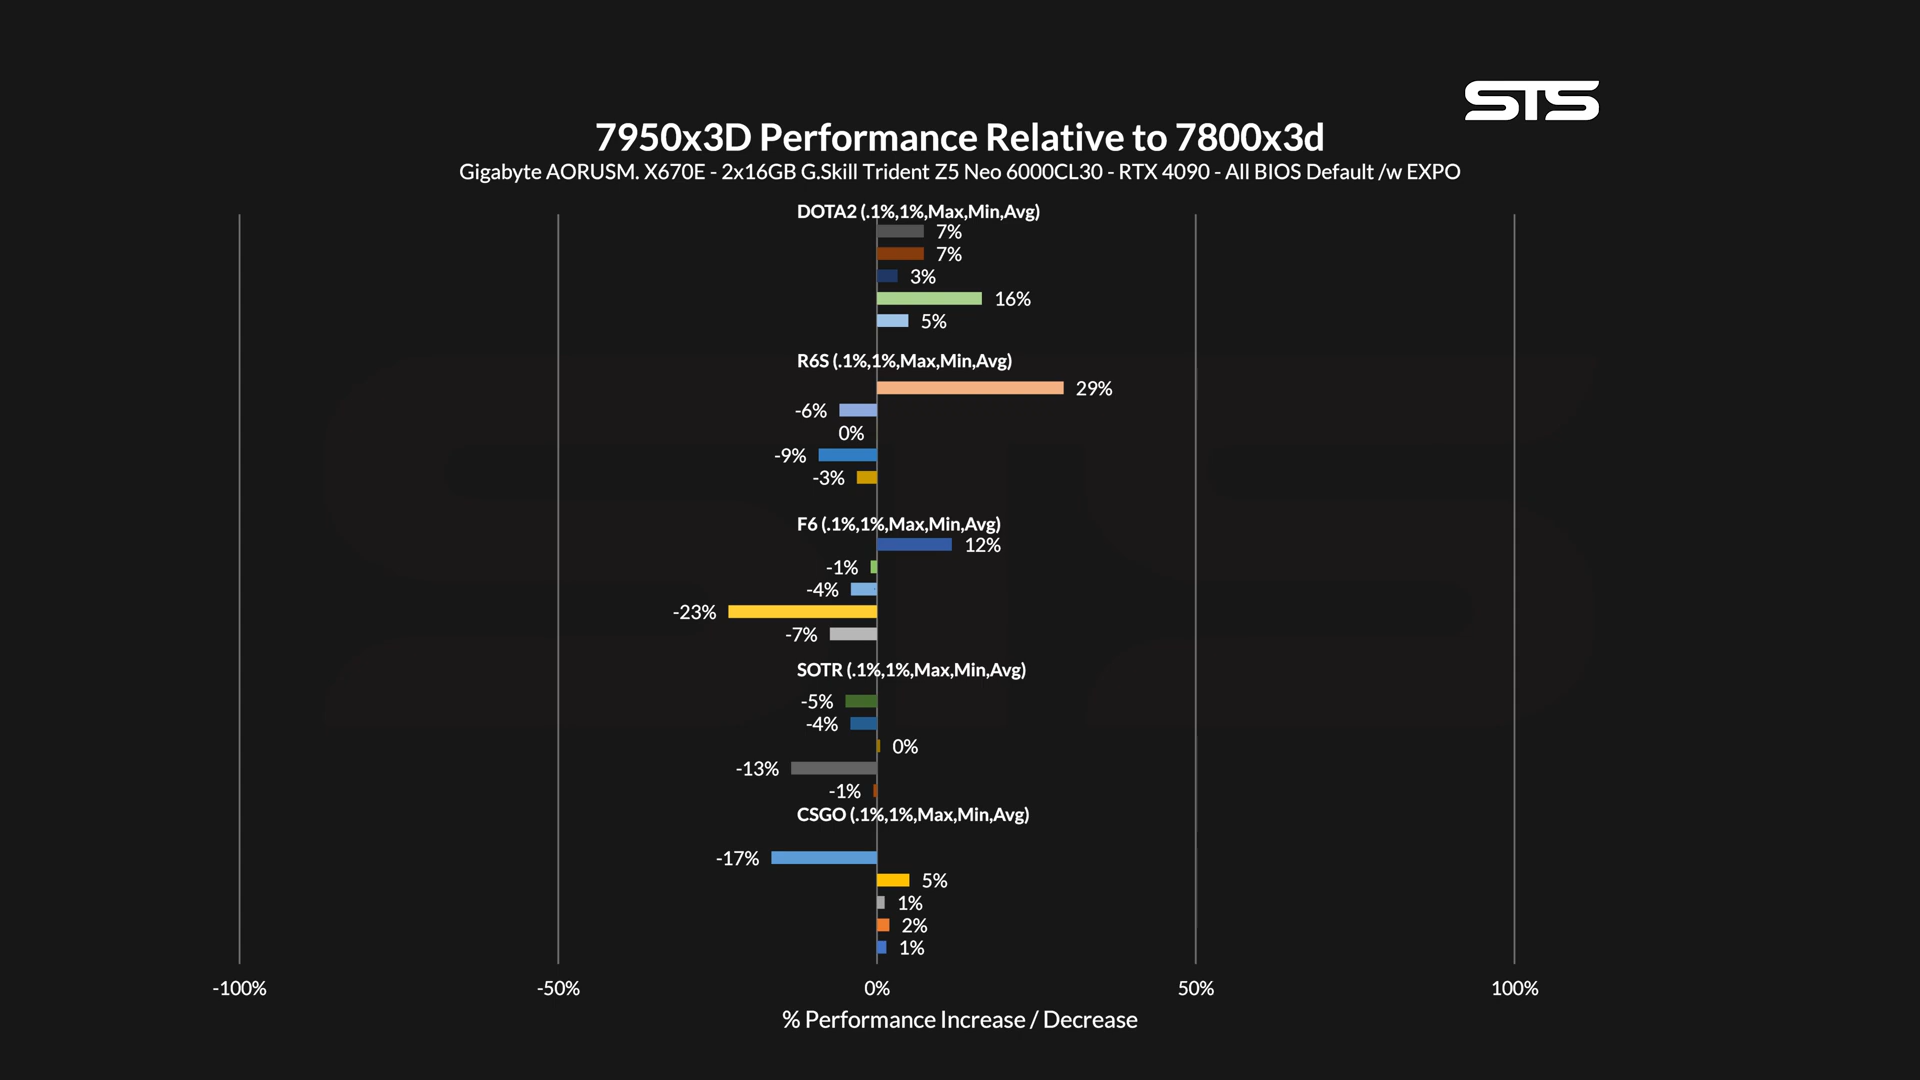 STS
7950x3D Performance Relative to 7800x3d
Gigabyte AORUSM. X670E - 2x16GB G.Skill Trident Z5 Neo 6000CL30 - RTX 4090 - All BIOS Default /w EXPO
DOTA2 (.1%,1%,Max,Min,Avg)
7%
7%
3%
16%
5%
R6S (.1%,1%,Max,Min,Avg)
29%
-6%
0%
-9%
-3%
F6 (.1%,1%,Max,Min,Avg)
12%
-1%
-4%
-23%
-7%
SOTR (.1%,1%,Max,Min,Avg)
-5%
-4%
0%
-13%
-1%
CSGO (.1%,1%,Max,Min,Avg)
-17%
5%
1%
2%
1%
-100% -50% 0% 50% 100%
% Performance Increase / Decrease